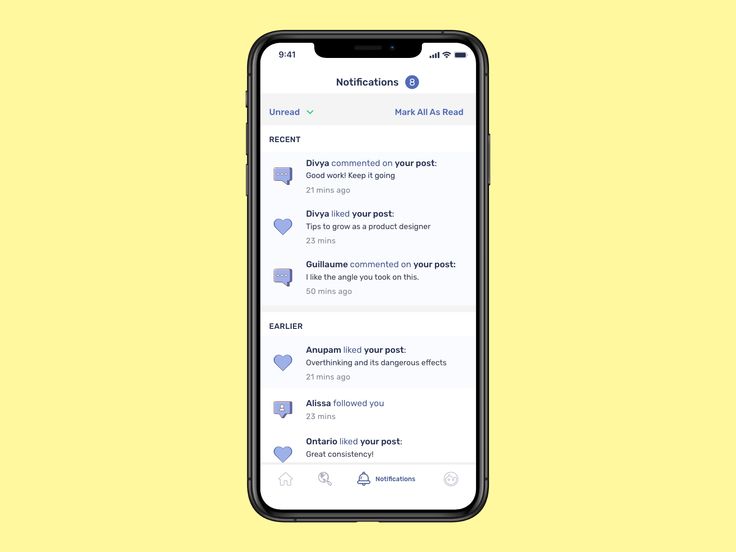 9:41
Notifications 8
Unread Mark All As Read
RECENT
Divya commented on your post:
Good work! Keep it going
21 mins ago
Divya liked your post:
Tips to grow as a product designer
23 mins
Guillaume commented on your post:
I like the angle you took on this.
50 mins ago
EARLIER
Anupam liked your post:
Overthinking and its dangerous effects
21 mins ago
Alissa followed you
23 mins
Ontario liked your post:
Great consistency!
Notifications